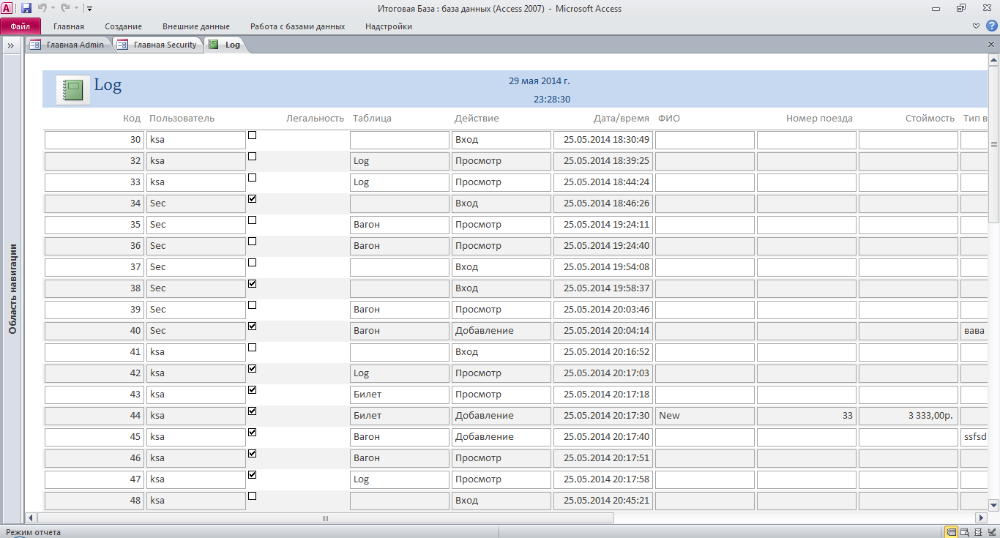 Итоговая База : база данных (Access 2007) - Microsoft Access
Файл Главная Создание Внешние данные Работа с базами данных Надстройки
Главная Admin Главная Security Log
Область навигации
Log
29 мая 2014 г.
23:28:30
Код Пользователь Легальность Таблица Действие Дата/время ФИО Номер поезда Стоймость Тип в
30 ksa Вход 25.05.2014 18:30:49
32 ksa Log Просмотр 25.05.2014 18:39:25
33 ksa Log Просмотр 25.05.2014 18:44:24
34 Sec Вход 25.05.2014 18:46:26
35 Sec Вагон Просмотр 25.05.2014 19:24:11
36 Sec Вагон Просмотр 25.05.2014 19:24:40
37 Sec Вход 25.05.2014 19:54:08
38 Sec Вход 25.05.2014 19:58:37
39 Sec Вагон Просмотр 25.05.2014 20:03:46
40 Sec Вагон Добавление 25.05.2014 20:04:14 вава
41 ksa Вход 25.05.2014 20:16:52
42 ksa Log Просмотр 25.05.2014 20:17:03
43 ksa Билет Просмотр 25.05.2014 20:17:18
44 ksa Билет Добавление 25.05.2014 20:17:30 New 33 3 333,00р.
45 ksa Вагон Добавление 25.05.2014 20:17:40 ssfsd
46 ksa Вагон Просмотр 25.05.2014 20:17:51
47 ksa Log Просмотр 25.05.2014 20:17:58
48 ksa Вход 25.05.2014 20:45:21
Режим отчета